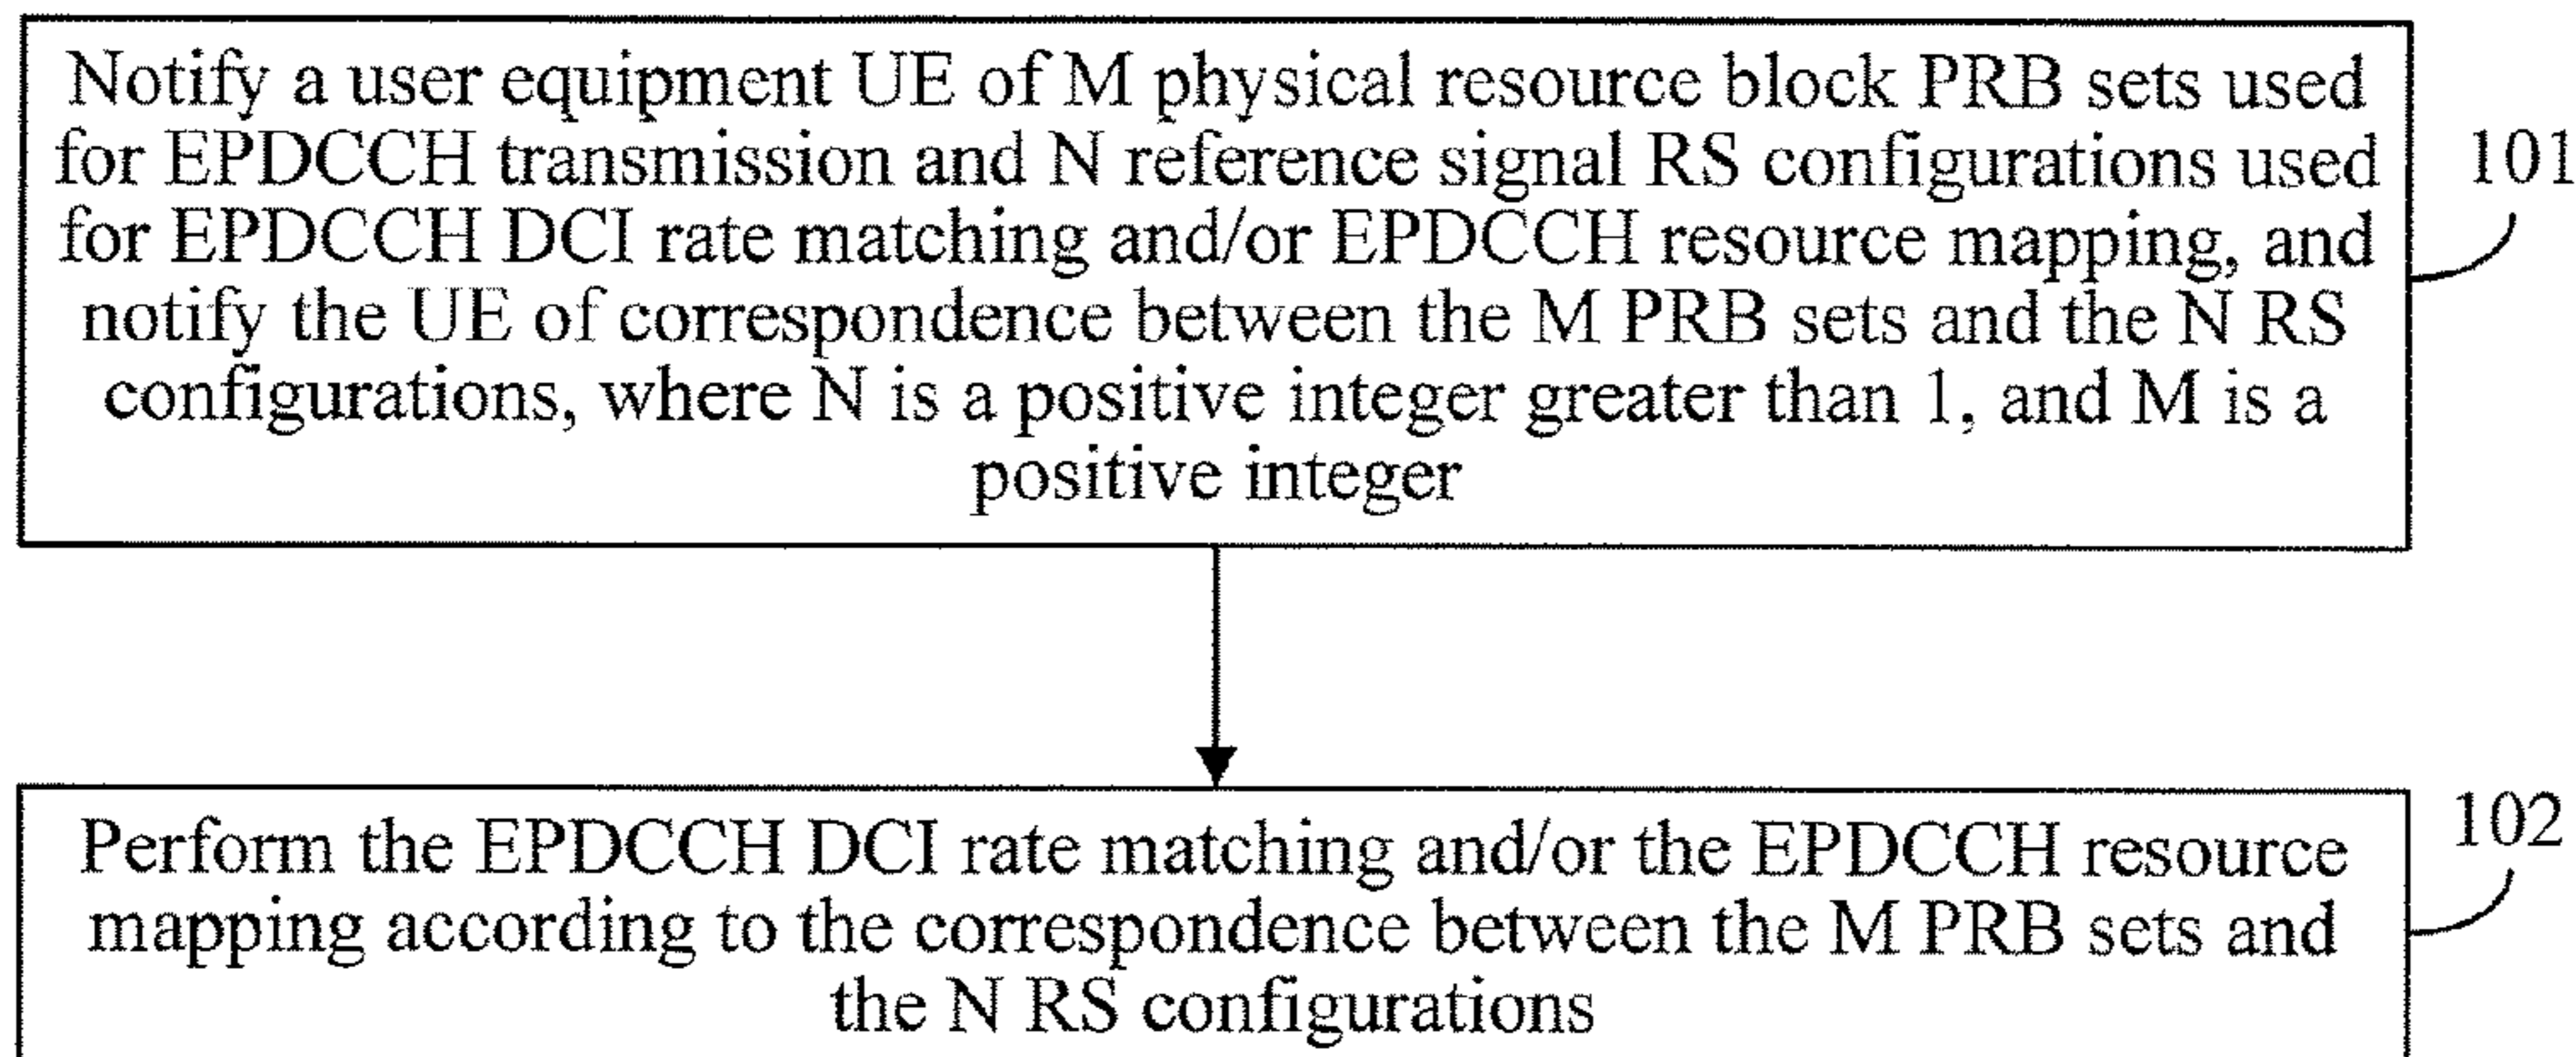 Notify a user equipment UE of M physical resource block PRB sets used
for EPDCCH transmission and N reference signal RS configurations used
for EPDCCH DCI rate matching and/or EPDCCH resource mapping, and
notify the UE of correspondence between the M PRB sets and the N RS
configurations, where N is a positive integer greater than 1, and M is a
positive integer
101
Perform the EPDCCH DCI rate matching and/or the EPDCCH resource
mapping according to the correspondence between the M PRB sets and
the N RS configurations
102